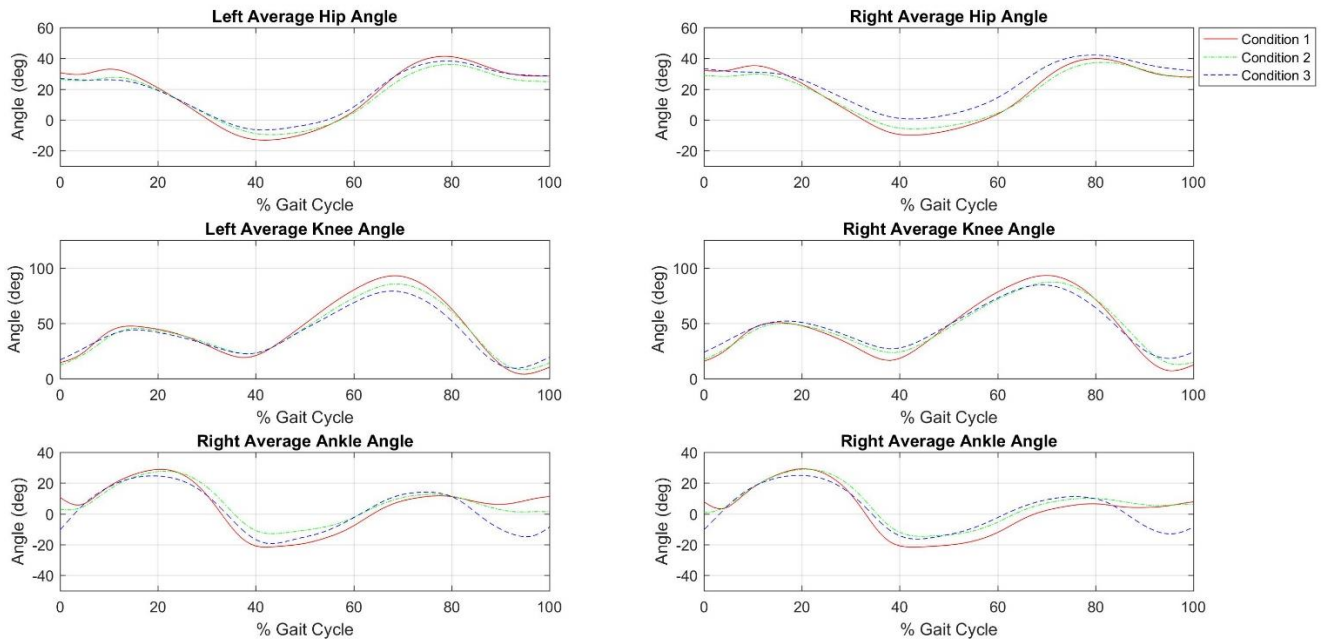 Left Average Hip Angle
60
40
20
0
-20
Angle (deg)
0 20 40 60 80 100
% Gait Cycle
Right Average Hip Angle
60
40
20
0
-20
Angle (deg)
0 20 40 60 80 100
% Gait Cycle
Condition 1
Condition 2
Condition 3
Left Average Knee Angle
100
50
0
Angle (deg)
0 20 40 60 80 100
% Gait Cycle
Right Average Knee Angle
100
50
0
Angle (deg)
0 20 40 60 80 100
% Gait Cycle
Right Average Ankle Angle
40
20
0
-20
-40
Angle (deg)
0 20 40 60 80 100
% Gait Cycle
Right Average Ankle Angle
40
20
0
-20
-40
Angle (deg)
0 20 40 60 80 100
% Gait Cycle